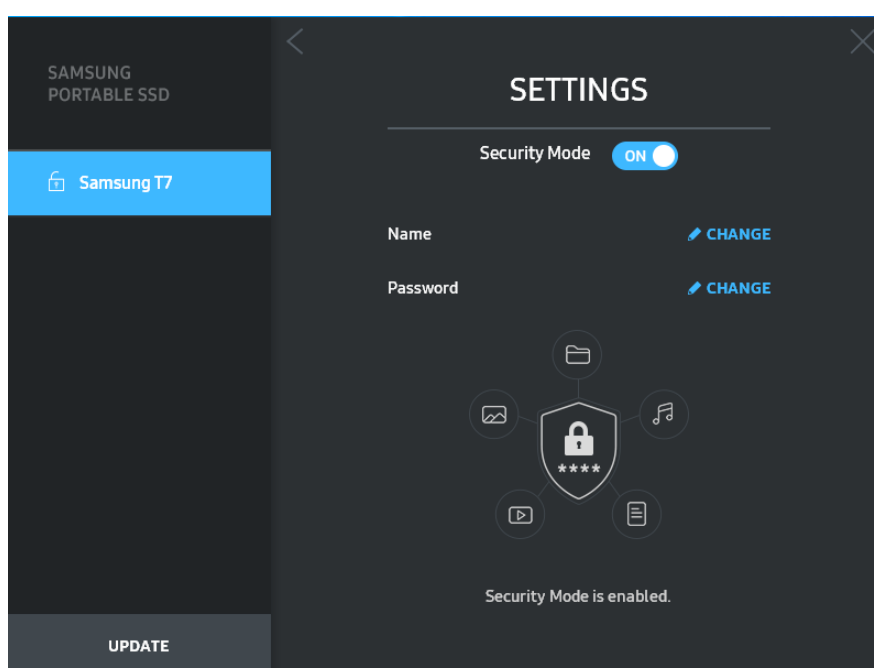 SAMSUNG
PORTABLE SSD
Samsung T7
UPDATE
SETTINGS
Security Mode ON
Name CHANGE
Password CHANGE
****
Security Mode is enabled.